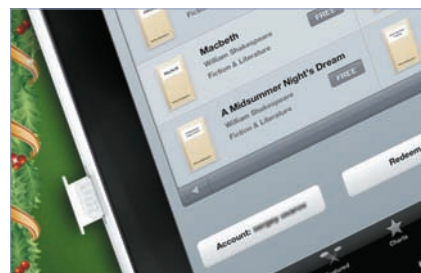 FREE
Macbeth
William Shakespeare
Fiction & Literature
FREE
A Midsummer Night's Dream
William Shakespeare
Fiction & Literature
Account:
Redeem
Charts